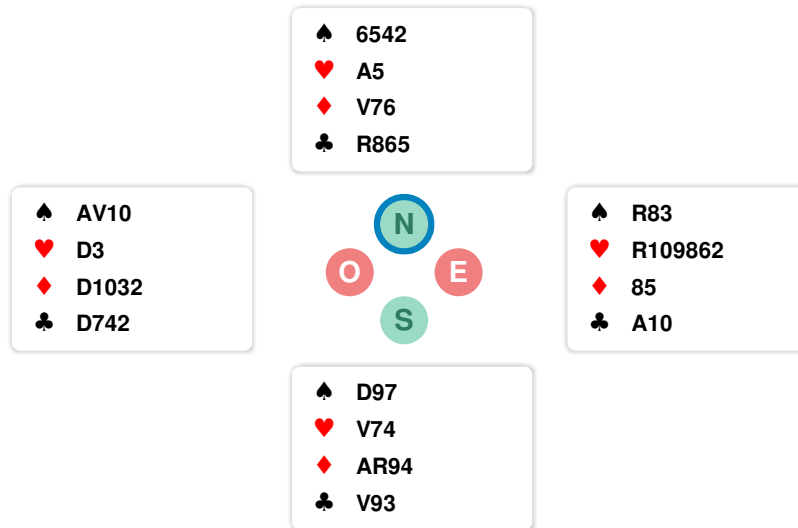 ♠ 6542
♥ A5
♦ V76
♣ R865
♠ AV10
♥ D3
♦ D1032
♣ D742
N
O E
S
♠ R83
♥ R109862
♦ 85
♣ A10
♠ D97
♥ V74
♦ AR94
♣ V93